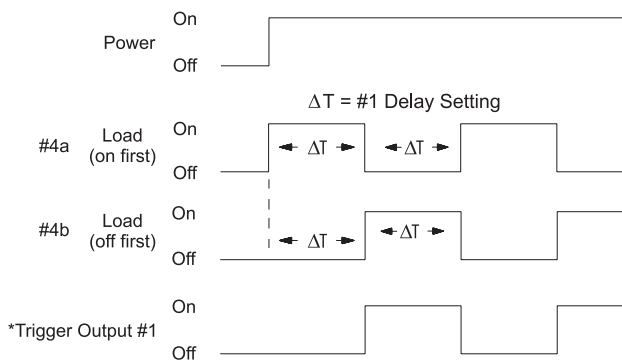 On
Power
Off
ΔT = #1 Delay Setting
#4a Load (on first) On
ΔT ΔT
Off
#4b Load (off first) On
ΔT ΔT
Off
On
*Trigger Output #1
Off